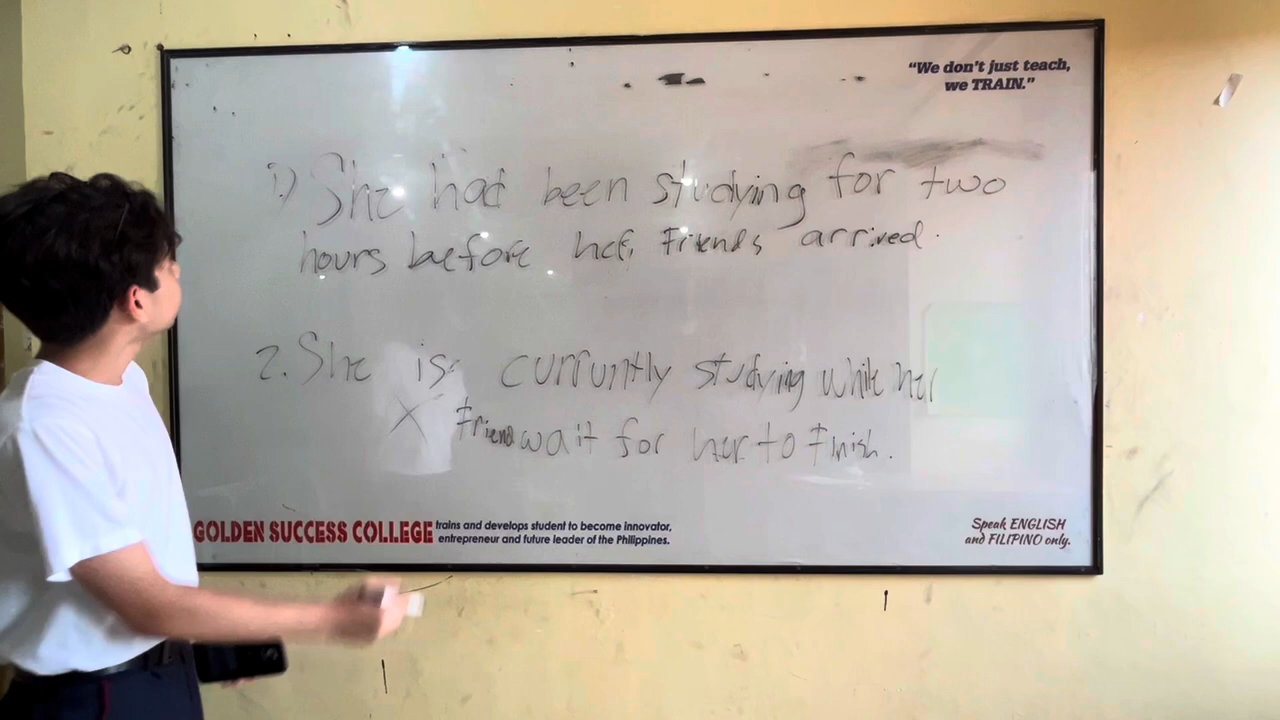 "We don't just teach,
we TRAIN."
1.) She had been studying for two
hours before her friends arrived.
2. She is curruntly studying while her
X friend wait for her to finish.
GOLDEN SUCCESS COLLEGE trains and develops student to become innovator,
entrepreneur and future leader of the Philippines.
Speak ENGLISH
and FILIPINO only.